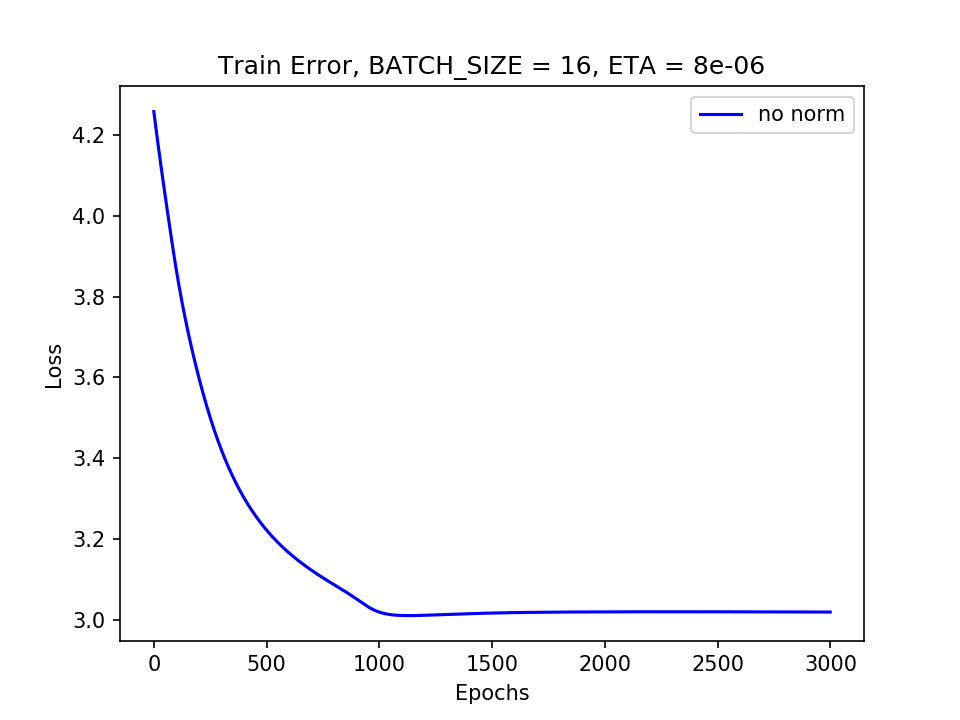 Train Error, BATCH_SIZE = 16, ETA = 8e-06
no norm
4.2
4.0
3.8
3.6
3.4
3.2
3.0
Loss
0 500 1000 1500 2000 2500 3000
Epochs